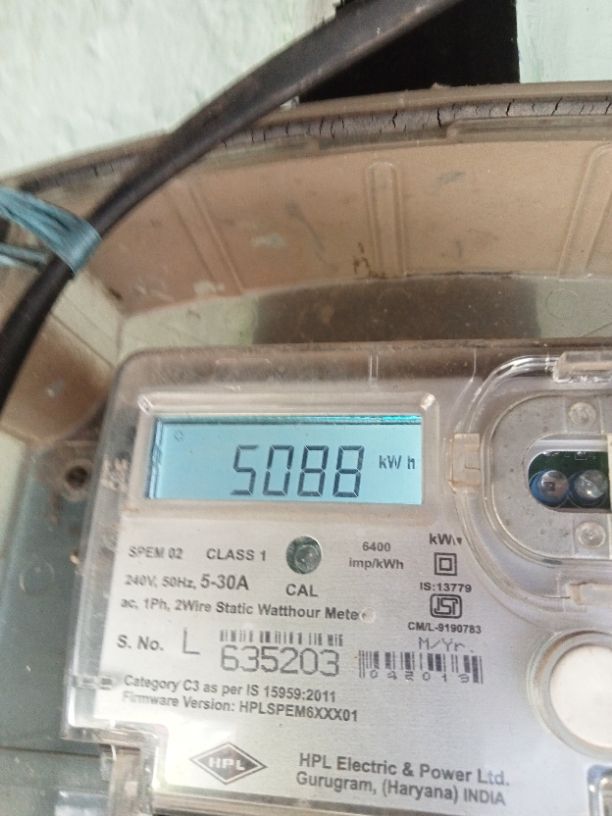 5088 kWh
SPEM 02 CLASS 1 6400 imp/kWh
240V, 50Hz, 5-30A CAL
IS:13779
ac, 1Ph, 2Wire Static Watthour Meter
CM/L-9190783
S. No. L 635203
M/Yr.
042019
Category C3 as per IS 15959:2011
Firmware Version: HPLSPEM6XXX01
HPL
HPL Electric & Power Ltd.
Gurugram, (Haryana) INDIA